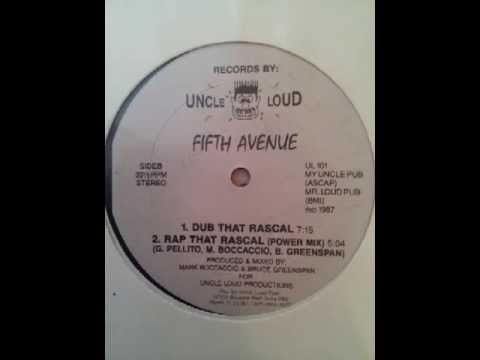 RECORDS BY:
UNCLE LOUD
FIFTH AVENUE
SIDEB
33⅓ RPM
STEREO
UL 101
MY UNCLE PUB
(ASCAP)
MR. LOUD PUB
(BMI)
1987
1. DUB THAT RASCAL 7:15
2. RAP THAT RASCAL (POWER MIX) 5:04
(G. PELLITO, M. BOCCACCIO, B. GREENSPAN)
PRODUCED & MIXED BY:
MARK BOCCACCIO & BRUCE GREENSPAN
FOR
UNCLE LOUD PRODUCTIONS